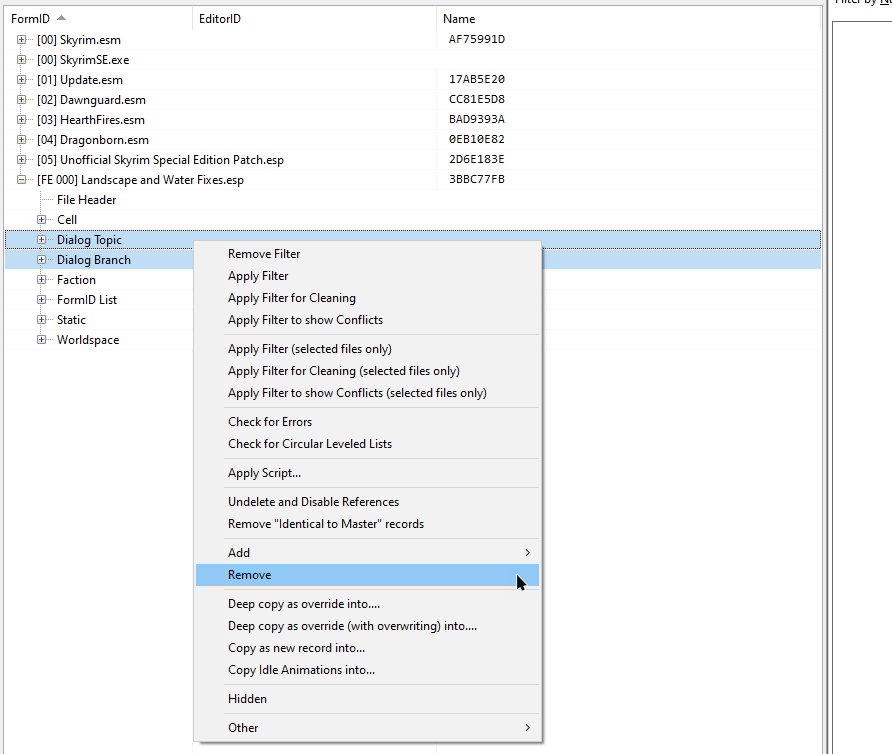 Filter by Na
FormID EditorID Name
[00] Skyrim.esm AF75991D
[00] SkyrimSE.exe
[01] Update.esm 17AB5E20
[02] Dawnguard.esm CC81E5D8
[03] HearthFires.esm BAD9393A
[04] Dragonborn.esm 0EB10E82
[05] Unofficial Skyrim Special Edition Patch.esp 2D6E183E
[FE 000] Landscape and Water Fixes.esp 3BBC77FB
File Header
Cell
Dialog Topic
Dialog Branch
Faction
FormID List
Static
Worldspace
Remove Filter
Apply Filter
Apply Filter for Cleaning
Apply Filter to show Conflicts
Apply Filter (selected files only)
Apply Filter for Cleaning (selected files only)
Apply Filter to show Conflicts (selected files only)
Check for Errors
Check for Circular Leveled Lists
Apply Script...
Undelete and Disable References
Remove "Identical to Master" records
Add
Remove
Deep copy as override into....
Deep copy as override (with overwriting) into....
Copy as new record into...
Copy Idle Animations into...
Hidden
Other